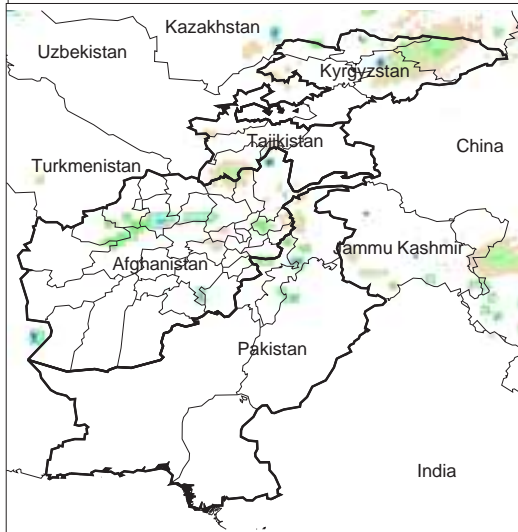 Kazakhstan
Uzbekistan
Kyrgyzstan
Tajikistan
China
Turkmenistan
Jammu Kashmir
Afghanistan
Pakistan
India